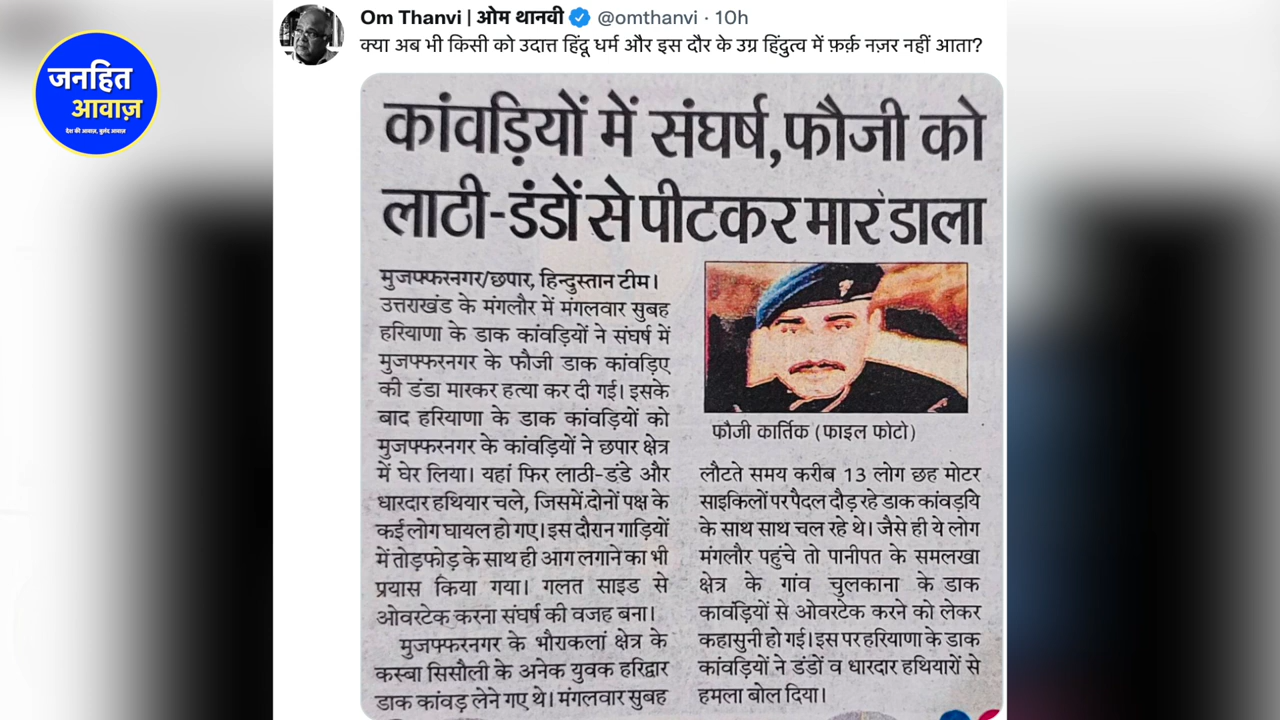 Om Thanvi | ओम थानवी @omthanvi · 10h
क्या अब भी किसी को उदात्त हिंदू धर्म और इस दौर के उग्र हिंदुत्व में फ़र्क़ नज़र नहीं आता?
जनहित
आवाज़
देश की आवाज़, बुलंद आवाज़
कांवड़ियों में संघर्ष,फौजी को
लाठी-डंडों से पीटकर मार डाला
मुजफ्फरनगर/छपार, हिन्दुस्तान टीम।
उत्तराखंड के मंगलौर में मंगलवार सुबह
हरियाणा के डाक कांवड़ियों ने संघर्ष में
मुजफ्फरनगर के फौजी डाक कांवड़िए
की डंडा मारकर हत्या कर दी गई। इसके
बाद हरियाणा के डाक कांवड़ियों को
मुजफ्फरनगर के कांवड़ियों ने छपार क्षेत्र
में घेर लिया। यहां फिर लाठी-डंडे और
धारदार हथियार चले, जिसमें दोनों पक्ष के
कई लोग घायल हो गए। इस दौरान गाड़ियों
में तोड़फोड़ के साथ ही आग लगाने का भी
प्रयास किया गया। गलत साइड से
ओवरटेक करना संघर्ष की वजह बना।
मुजफ्फरनगर के भौराकलां क्षेत्र के
कस्बा सिसौली के अनेक युवक हरिद्वार
डाक कांवड़ लेने गए थे। मंगलवार सुबह
फौजी कार्तिक (फाइल फोटो)
लौटते समय करीब 13 लोग छह मोटर
साइकिलों पर पैदल दौड़ रहे डाक कांवड़यि
के साथ साथ चल रहे थे। जैसे ही ये लोग
मंगलौर पहुंचे तो पानीपत के समलखा
क्षेत्र के गांव चुलकाना के डाक
कावंड़ियों से ओवरटेक करने को लेकर
कहासुनी हो गई। इस पर हरियाणा के डाक
कांवड़ियों ने डंडों व धारदार हथियारों से
हमला बोल दिया।